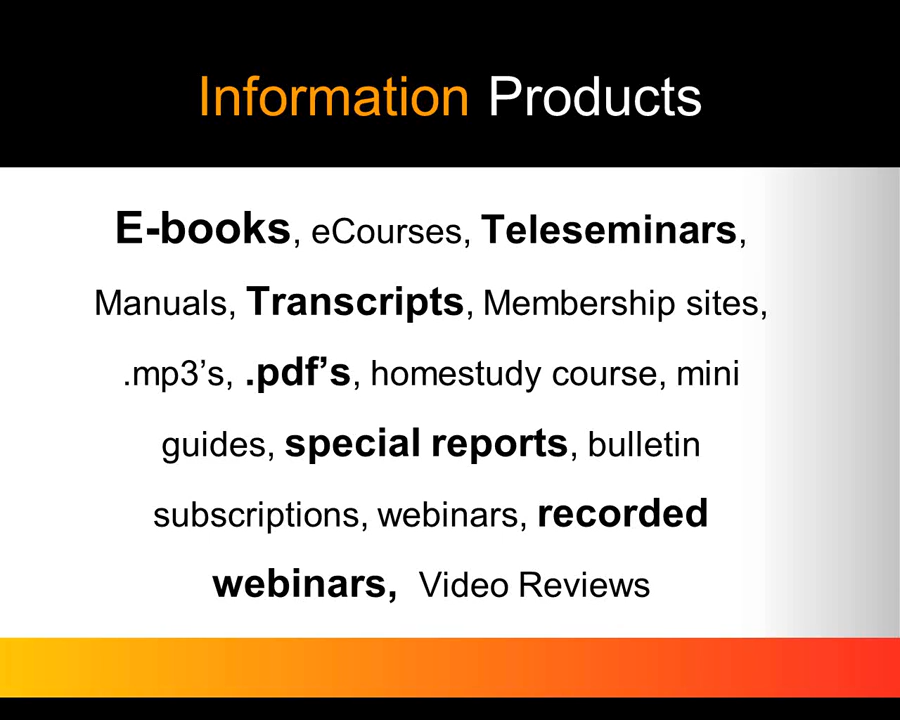 Information Products
E-books, eCourses, Teleseminars,
Manuals, Transcripts, Membership sites,
.mp3’s, .pdf’s, homestudy course, mini
guides, special reports, bulletin
subscriptions, webinars, recorded
webinars, Video Reviews